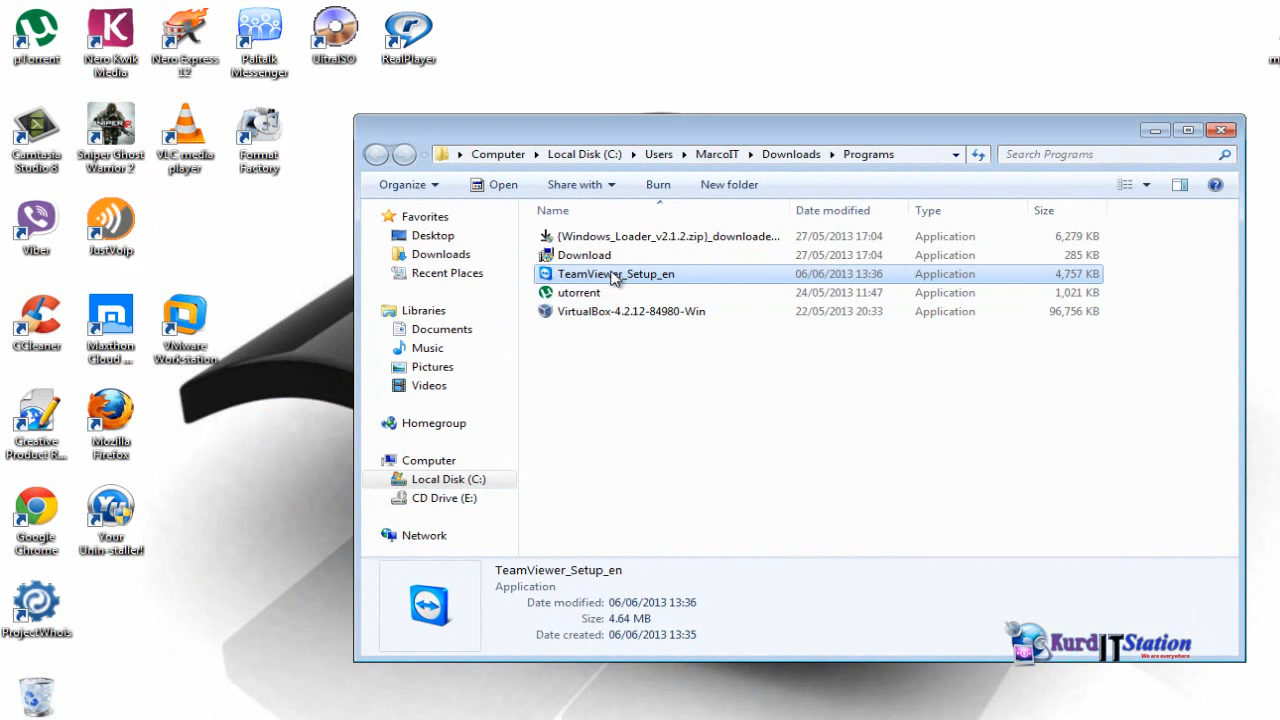 µTorrent
Nero Kwik
Media
Nero Express
12
Paltalk
Messenger
UltraISO
RealPlayer
Camtasia
Studio 8
Sniper Ghost
Warrior 2
VLC media
player
Format
Factory
Viber
JustVoip
CCleaner
Maxthon
Cloud ...
VMware
Workstation
Creative
Product R...
Mozilla
Firefox
Google
Chrome
Your
Unin-staller!
ProjectWhois
Computer Local Disk (C:) Users MarcoIT Downloads Programs
Search Programs
Organize Open Share with Burn New folder
Name Date modified Type Size
Favorites
Desktop
Downloads
Recent Places
Libraries
Documents
Music
Pictures
Videos
Homegroup
Computer
Local Disk (C:)
CD Drive (E:)
Network
{Windows_Loader_v2.1.2.zip}_downloade... 27/05/2013 17:04 Application 6,279 KB
Download 27/05/2013 17:04 Application 285 KB
TeamViewer_Setup_en 06/06/2013 13:36 Application 4,757 KB
utorrent 24/05/2013 11:47 Application 1,021 KB
VirtualBox-4.2.12-84980-Win 22/05/2013 20:33 Application 96,756 KB
TeamViewer_Setup_en
Application
Date modified: 06/06/2013 13:36
Size: 4.64 MB
Date created: 06/06/2013 13:35
Kurd IT Station
We are everywhere